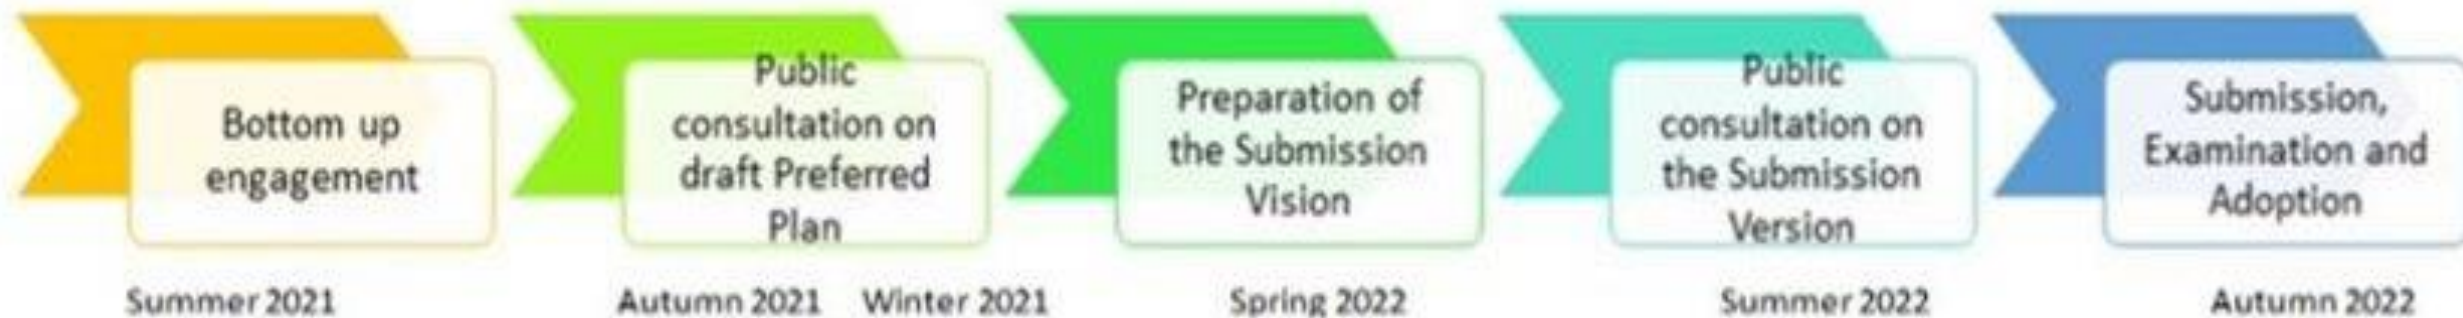 Bottom up
engagement
Public
consultation on
draft Preferred
Plan
Preparation of
the Submission
Vision
Public
consultation on
the Submission
Version
Submission,
Examination and
Adoption
Summer 2021
Autumn 2021
Winter 2021
Spring 2022
Summer 2022
Autumn 2022